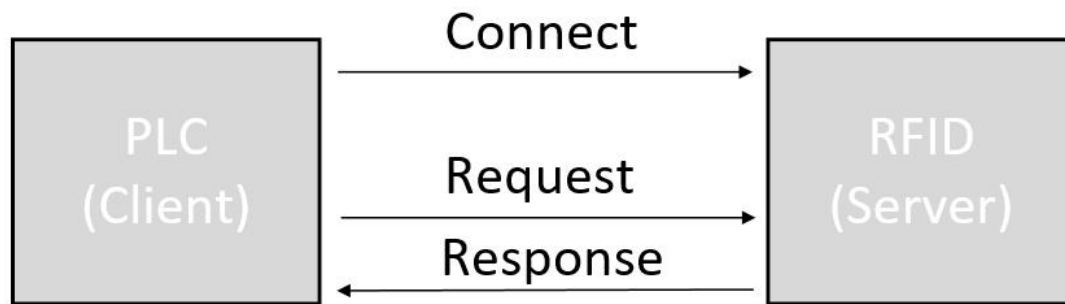 Connect
PLC
(Client)
RFID
(Server)
Request
Response